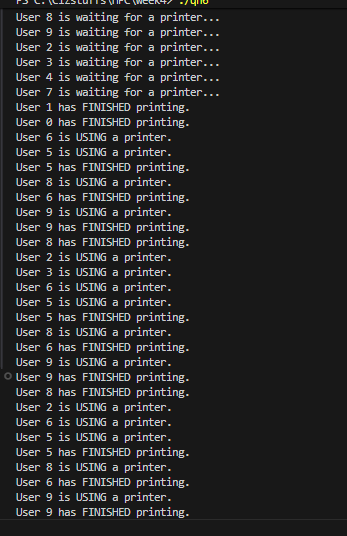 PS C:\Cizstuffs\HPC\week4> ./qn6
User 8 is waiting for a printer...
User 9 is waiting for a printer...
User 2 is waiting for a printer...
User 3 is waiting for a printer...
User 4 is waiting for a printer...
User 7 is waiting for a printer...
User 1 has FINISHED printing.
User 0 has FINISHED printing.
User 6 is USING a printer.
User 5 is USING a printer.
User 5 has FINISHED printing.
User 8 is USING a printer.
User 6 has FINISHED printing.
User 9 is USING a printer.
User 9 has FINISHED printing.
User 8 has FINISHED printing.
User 2 is USING a printer.
User 3 is USING a printer.
User 6 is USING a printer.
User 5 is USING a printer.
User 5 has FINISHED printing.
User 8 is USING a printer.
User 6 has FINISHED printing.
User 9 is USING a printer.
User 9 has FINISHED printing.
User 8 has FINISHED printing.
User 2 is USING a printer.
User 6 is USING a printer.
User 5 is USING a printer.
User 5 has FINISHED printing.
User 8 is USING a printer.
User 6 has FINISHED printing.
User 9 is USING a printer.
User 9 has FINISHED printing.